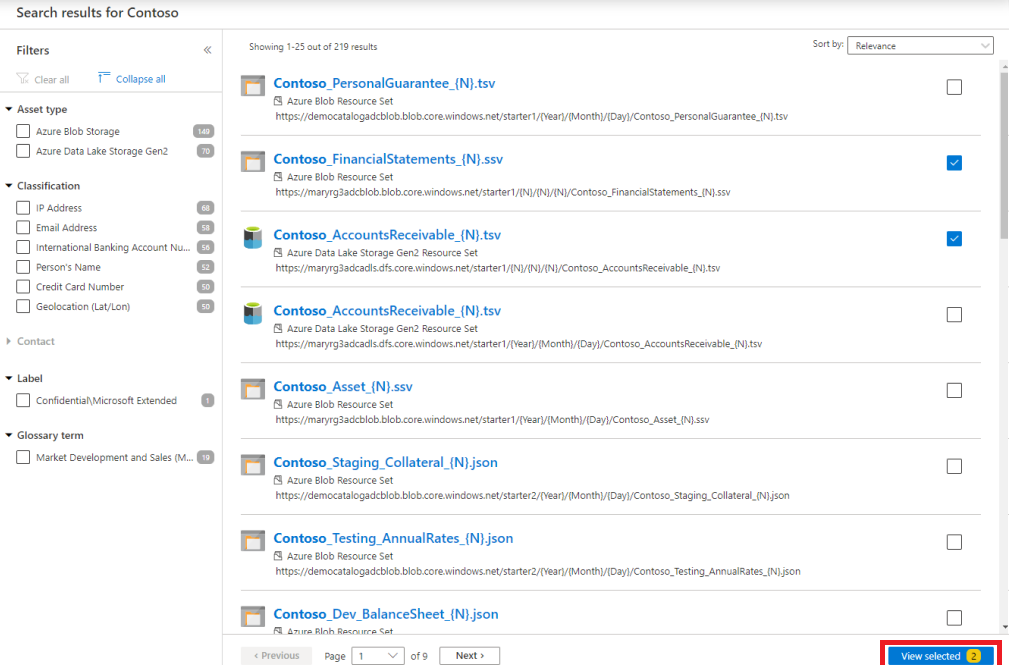 Search results for Contoso
Filters
Clear all
Collapse all
Asset type
Azure Blob Storage 149
Azure Data Lake Storage Gen2 70
Classification
IP Address 68
Email Address 58
International Banking Account Nu... 56
Person's Name 52
Credit Card Number 50
Geolocation (Lat/Lon) 50
Contact
Label
Confidential\Microsoft Extended 1
Glossary term
Market Development and Sales (M... 19
Showing 1-25 out of 219 results
Sort by: Relevance
Contoso_PersonalGuarantee_{N}.tsv
Azure Blob Resource Set
https://democatalogadcblob.blob.core.windows.net/starter1/{Year}/{Month}/{Day}/Contoso_PersonalGuarantee_{N}.tsv
Contoso_FinancialStatements_{N}.ssv
Azure Blob Resource Set
https://maryrg3adcblob.blob.core.windows.net/starter1/{N}/{N}/{N}/Contoso_FinancialStatements_{N}.ssv
Contoso_AccountsReceivable_{N}.tsv
Azure Data Lake Storage Gen2 Resource Set
https://maryrg3adcadls.dfs.core.windows.net/starter1/{N}/{N}/{N}/Contoso_AccountsReceivable_{N}.tsv
Contoso_AccountsReceivable_{N}.tsv
Azure Data Lake Storage Gen2 Resource Set
https://maryrg3adcadls.dfs.core.windows.net/starter1/{Year}/{Month}/{Day}/Contoso_AccountsReceivable_{N}.tsv
Contoso_Asset_{N}.ssv
Azure Blob Resource Set
https://maryrg3adcblob.blob.core.windows.net/starter1/{Year}/{Month}/{Day}/Contoso_Asset_{N}.ssv
Contoso_Staging_Collateral_{N}.json
Azure Blob Resource Set
https://democatalogadcblob.blob.core.windows.net/starter2/{Year}/{Month}/{Day}/Contoso_Staging_Collateral_{N}.json
Contoso_Testing_AnnualRates_{N}.json
Azure Blob Resource Set
https://democatalogadcblob.blob.core.windows.net/starter2/{Year}/{Month}/{Day}/Contoso_Testing_AnnualRates_{N}.json
Contoso_Dev_BalanceSheet_{N}.json
Azure Blob Resource Set
< Previous Page 1 of 9 Next > View selected 2